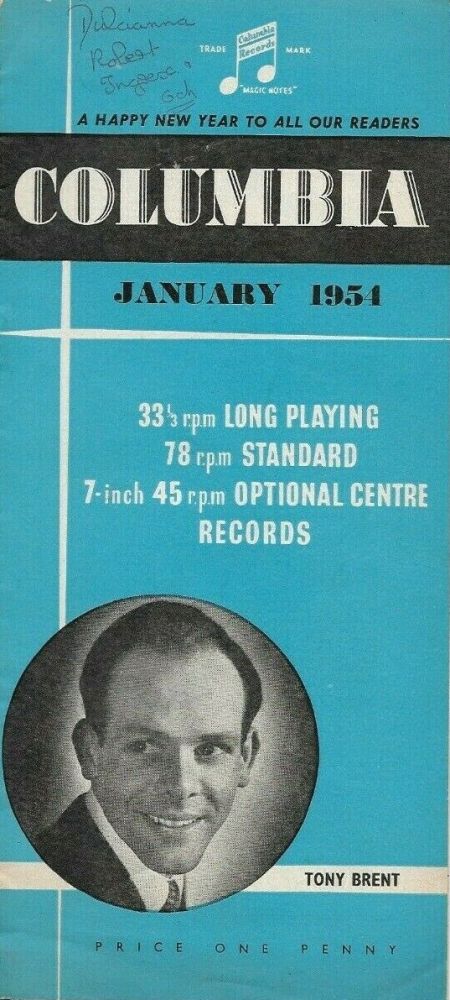 Robert
TRADE MARK
Columbia
Records
"MAGIC NOTES"
A HAPPY NEW YEAR TO ALL OUR READERS
COLUMBIA
JANUARY 1954
33⅓ r.p.m LONG PLAYING
78 r.p.m STANDARD
7-inch 45 r.p.m OPTIONAL CENTRE
RECORDS
TONY BRENT
PRICE ONE PENNY